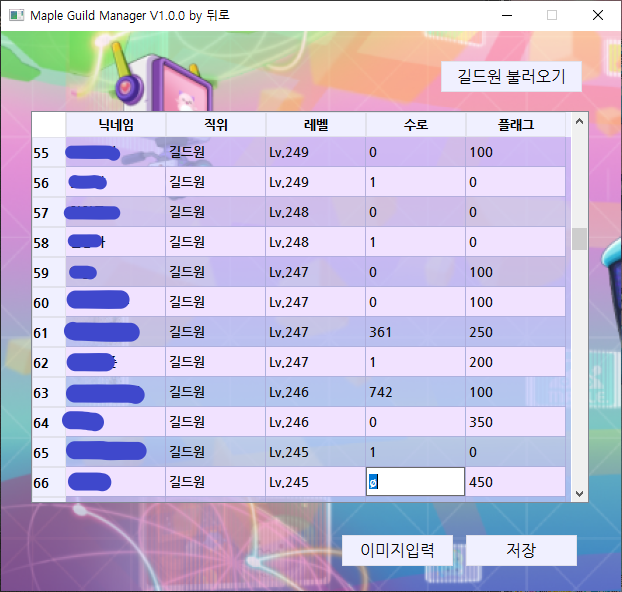 Maple Guild Manager V1.0.0 by 뒤로
길드원 불러오기
닉네임 직위 레벨 수로 플래그
55 길드원 Lv.249 0 100
56 길드원 Lv.249 1 0
57 길드원 Lv.248 0 0
58 길드원 Lv.248 1 0
59 길드원 Lv.247 0 100
60 길드원 Lv.247 0 100
61 길드원 Lv.247 361 250
62 길드원 Lv.247 1 200
63 길드원 Lv.246 742 100
64 길드원 Lv.246 0 350
65 길드원 Lv.245 1 0
66 길드원 Lv.245 0 450
이미지입력 저장